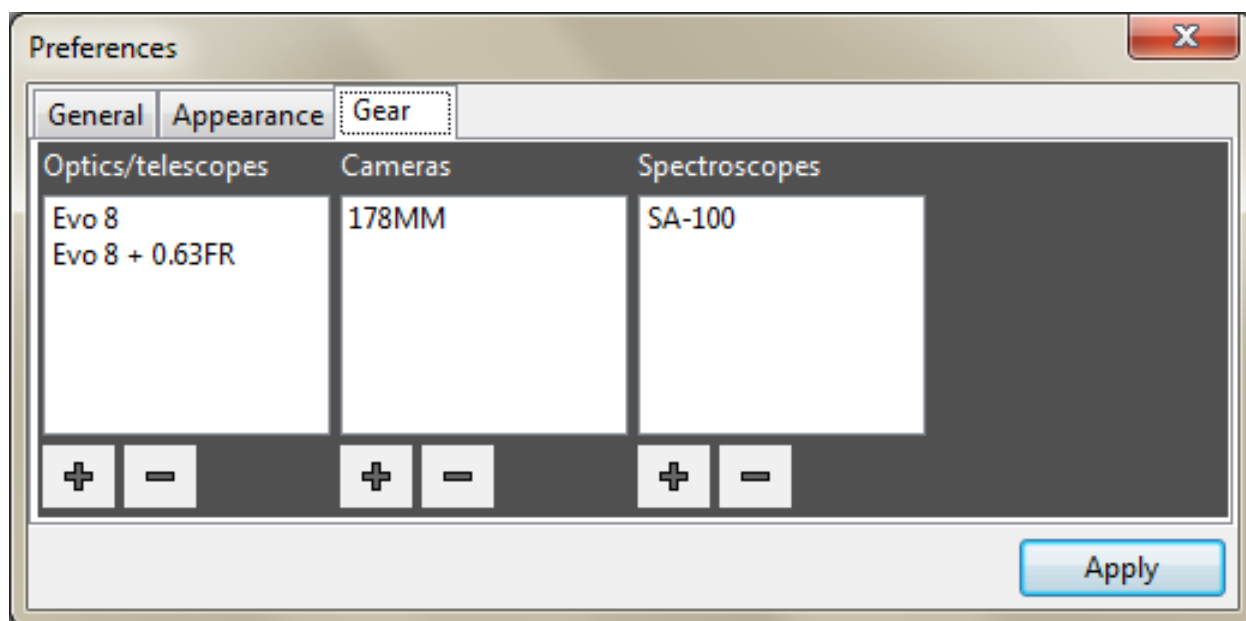 Preferences
General Appearance Gear
Optics/telescopes Cameras Spectroscopes
Evo 8 178MM SA-100
Evo 8 + 0.63FR
Apply